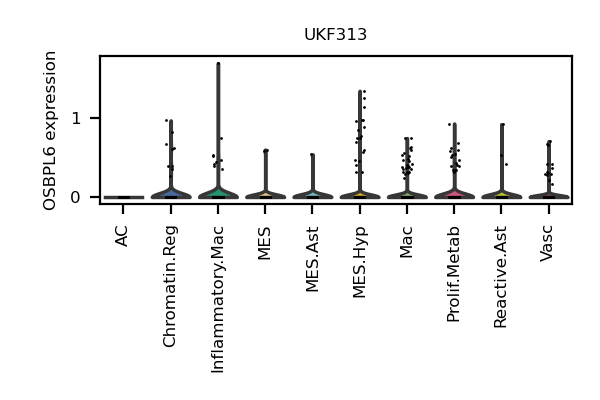 UKF313
OSBPL6 expression
1
0
AC
Chromatin.Reg
Inflammatory.Mac
MES
MES.Ast
MES.Hyp
Mac
Prolif.Metab
Reactive.Ast
Vasc